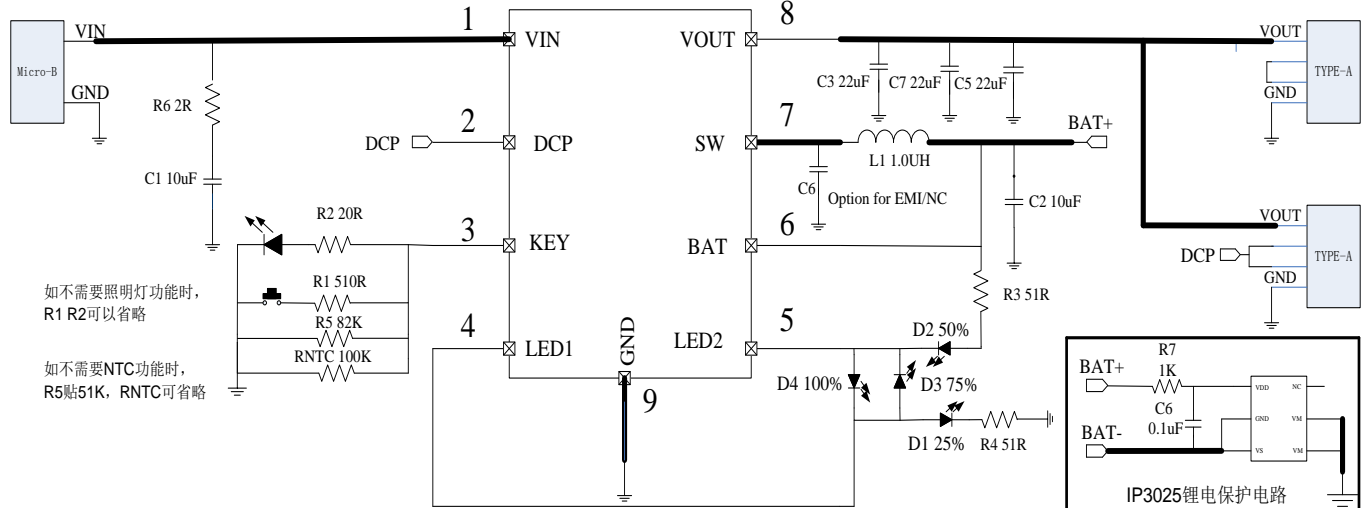 1
8
VIN
VIN
VOUT
VOUT
Micro-B
TYPE-A
GND
R6 2R
C3 22uF
C7 22uF
C5 22uF
GND
2
7
BAT+
DCP
DCP
SW
L1 1.0UH
C1 10uF
C6
Option for EMI/NC
C2 10uF
R2 20R
3
6
VOUT
KEY
BAT
DCP
TYPE-A
GND
如不需要照明灯功能时，
R1 R2可以省略
R1 510R
R3 51R
R5 82K
4
5
D2 50%
RNTC 100K
LED1
GND
LED2
如不需要NTC功能时，
R5贴51K，RNTC可省略
D4 100%
D3 75%
9
D1 25%
R4 51R
R7
BAT+
1K
VDD
NC
C6
0.1uF
GND
VM
BAT-
VS
VM
IP3025锂电保护电路